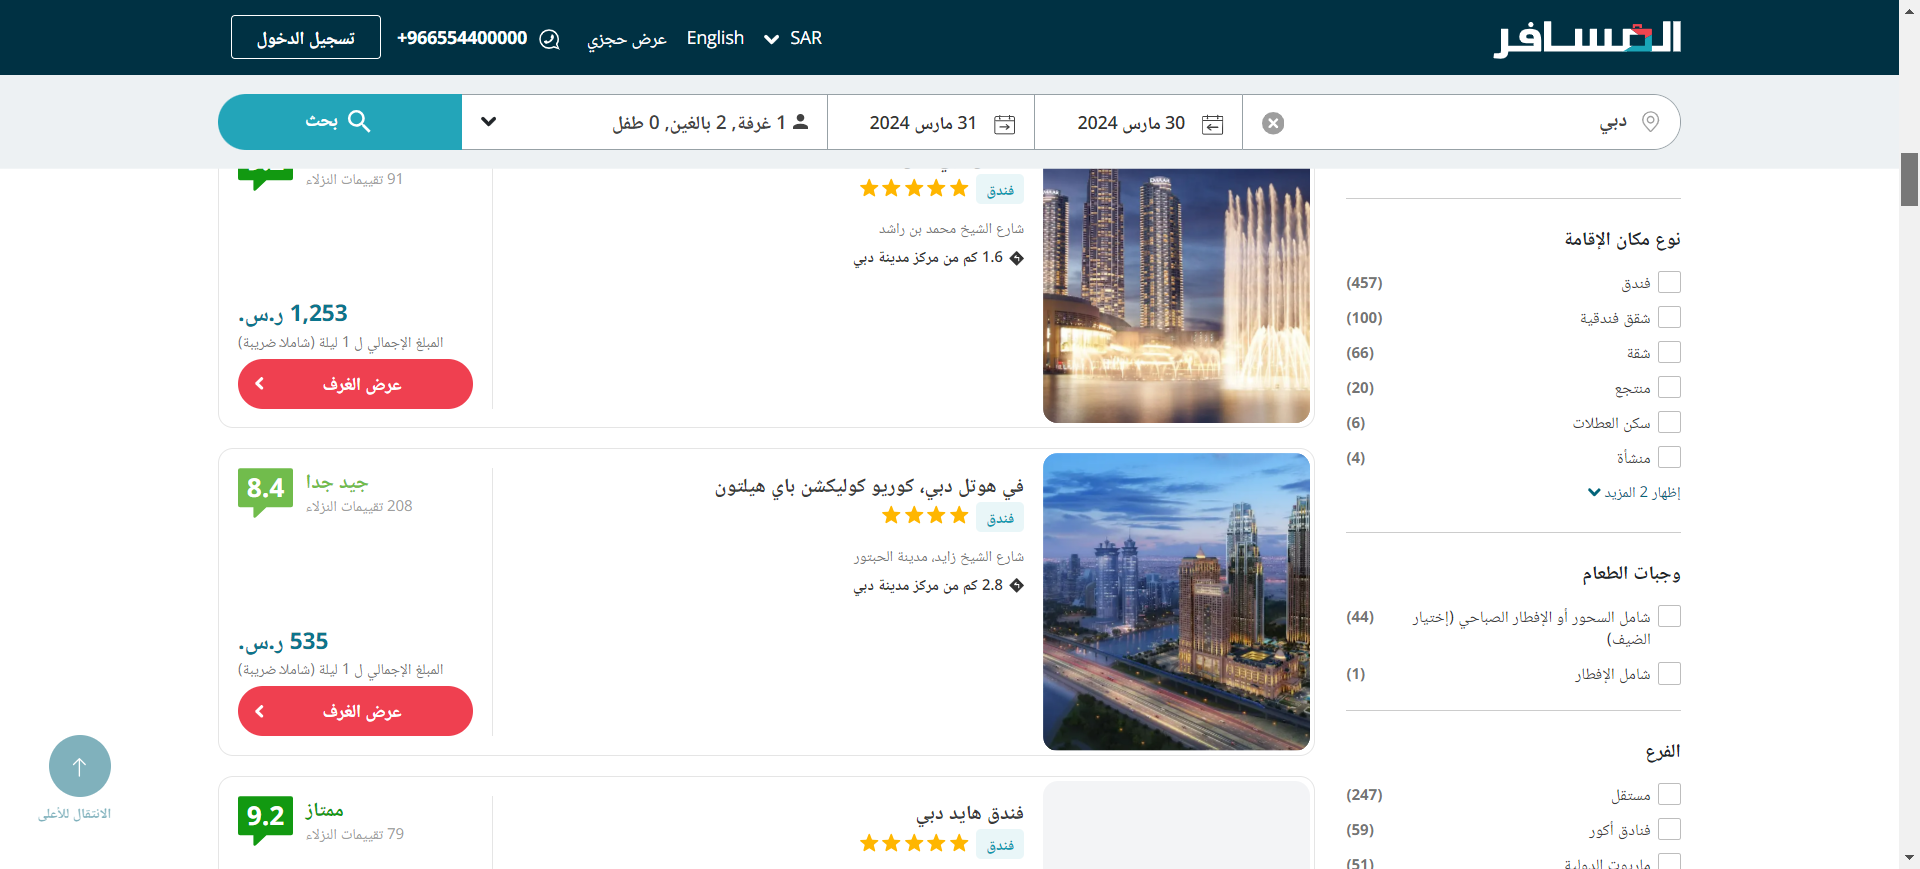 المسافر
SAR
English
عرض حجزي
+966554400000
تسجيل الدخول
دبي
30 مارس 2024
31 مارس 2024
1 غرفة, 2 بالغين, 0 طفل
بحث
نوع مكان الإقامة
فندق (457)
شقق فندقية (100)
شقة (66)
منتجع (20)
سكن العطلات (6)
منشأة (4)
إظهار 2 المزيد
وجبات الطعام
شامل السحور أو الإفطار الصباحي (إختيار (44)
الضيف)
شامل الإفطار (1)
الفرع
مستقل (247)
فنادق أكور (59)
ماريوت الدولية (51)
فندق
شارع الشيخ محمد بن راشد
1.6 كم من مركز مدينة دبي
91 تقييمات النزلاء
1,253 ر.س.
المبلغ الإجمالي ل 1 ليلة (شاملا ضريبة)
عرض الغرف
في هوتل دبي، كوريو كوليكشن باي هيلتون
فندق
شارع الشيخ زايد، مدينة الحبتور
2.8 كم من مركز مدينة دبي
8.4
جيد جدا
208 تقييمات النزلاء
535 ر.س.
المبلغ الإجمالي ل 1 ليلة (شاملا ضريبة)
عرض الغرف
فندق هايد دبي
فندق
9.2
ممتاز
79 تقييمات النزلاء
الانتقال للأعلى